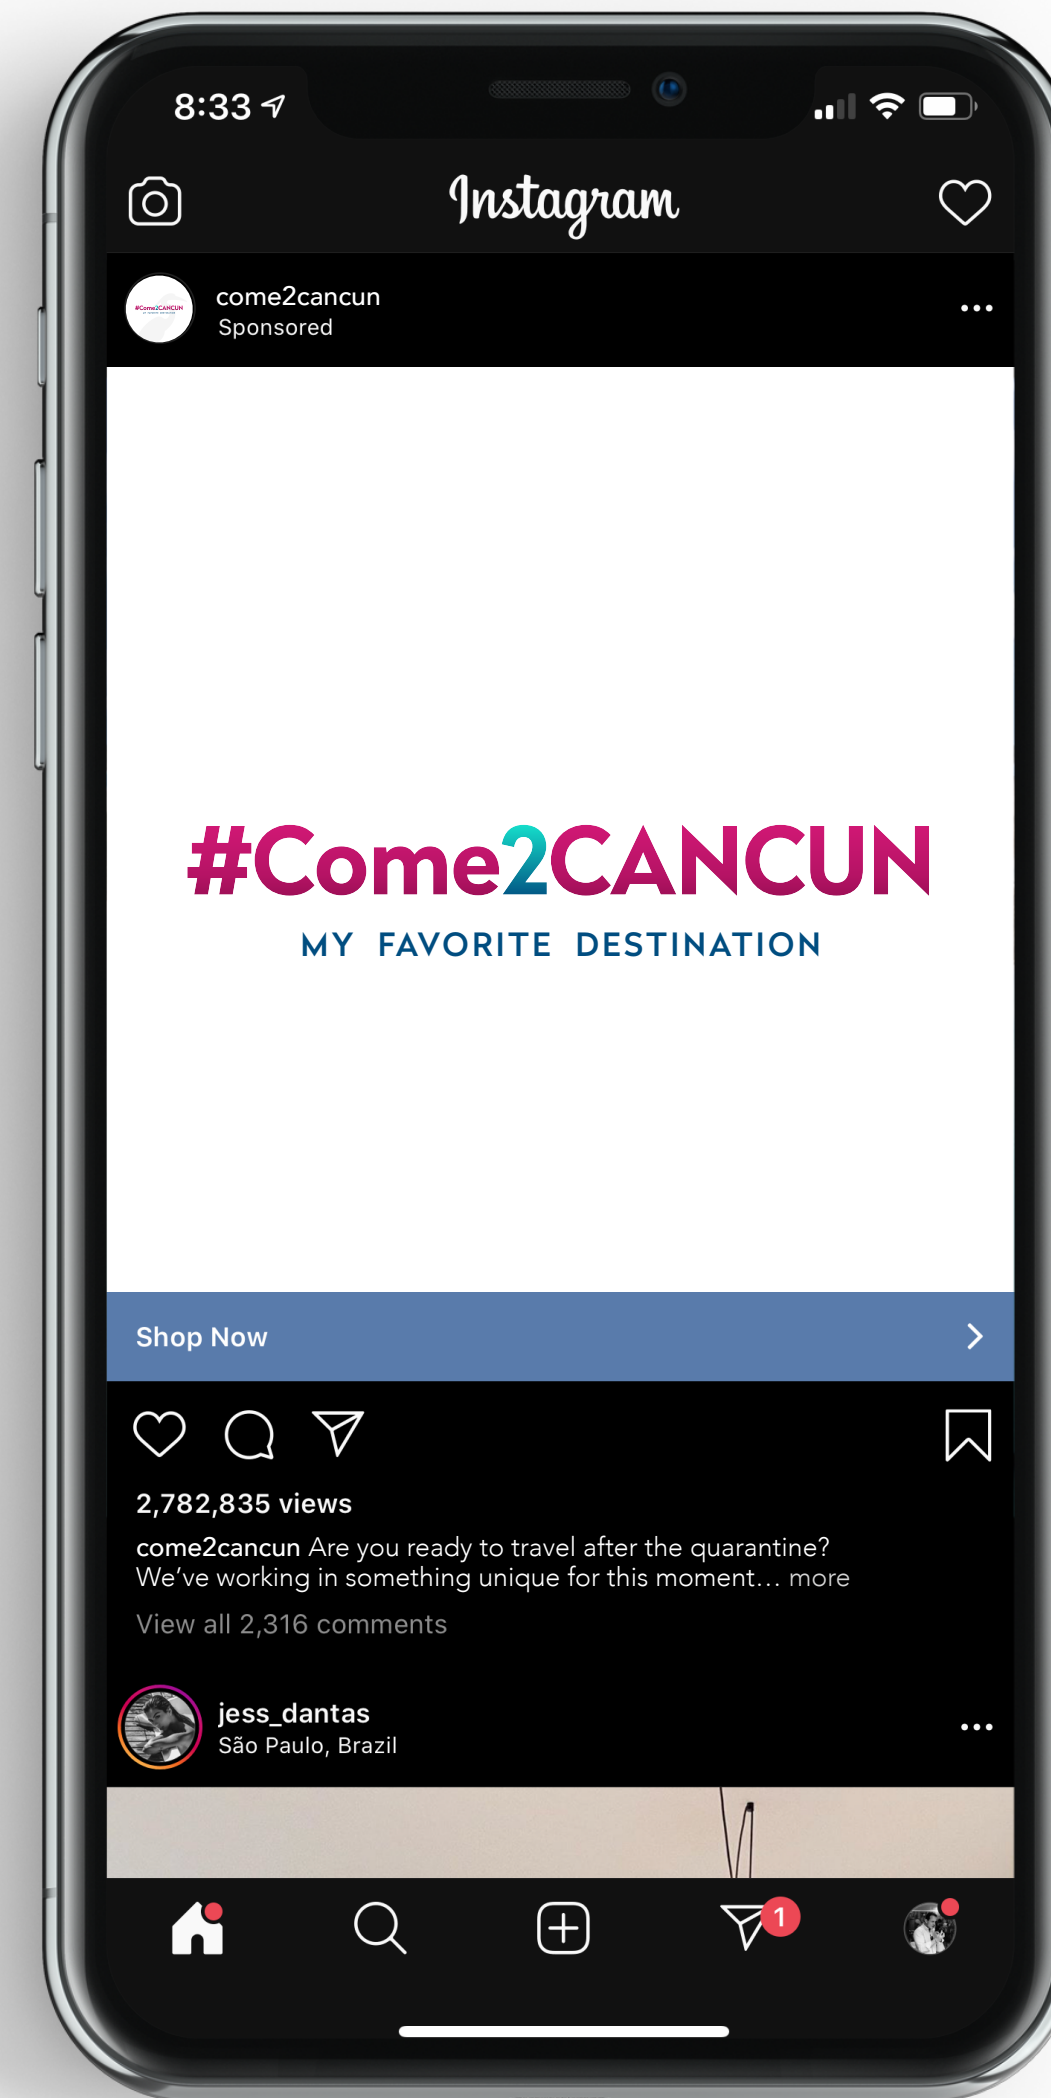 8:33
Instagram
#Come2CANCUN
come2cancun
Sponsored
#Come2CANCUN
MY FAVORITE DESTINATION
Shop Now
2,782,835 views
come2cancun Are you ready to travel after the quarantine?
We've working in something unique for this moment... more
View all 2,316 comments
jess_dantas
São Paulo, Brazil
1